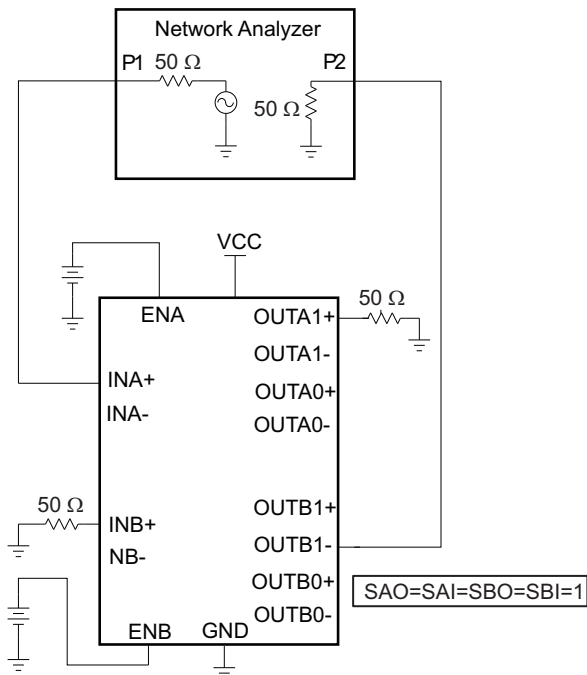 Network Analyzer
P1
50 Ω
P2
50 Ω
VCC
50 Ω
ENA
OUTA1+
OUTA1-
INA+
OUTA0+
INA-
OUTA0-
50 Ω
INB+
OUTB1+
NB-
OUTB1-
OUTB0+
SAO=SAI=SBO=SBI=1
OUTB0-
ENB
GND